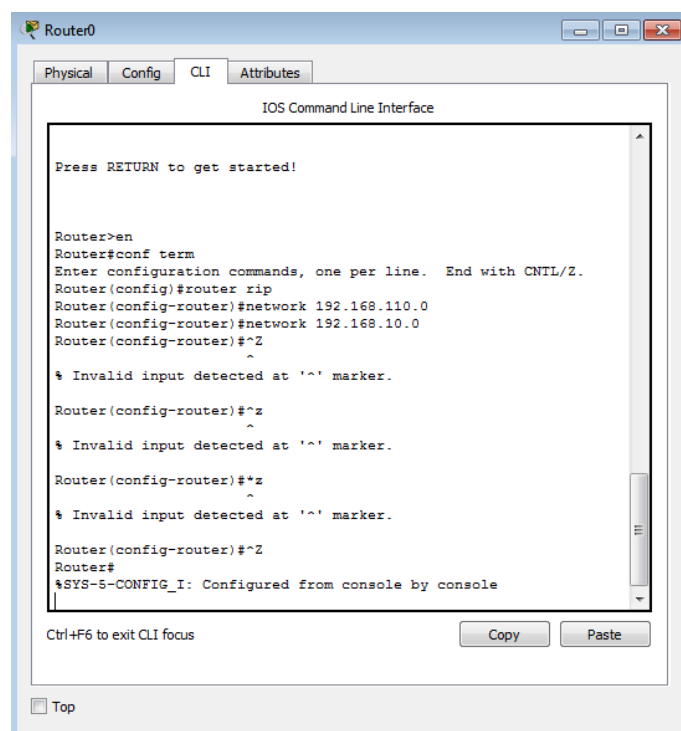 Router0
Physical Config CLI Attributes
IOS Command Line Interface
Press RETURN to get started!
Router>en
Router#conf term
Enter configuration commands, one per line.  End with CNTL/Z.
Router(config)#router rip
Router(config-router)#network 192.168.110.0
Router(config-router)#network 192.168.10.0
Router(config-router)#^Z
^
% Invalid input detected at '^' marker.
Router(config-router)#^z
^
% Invalid input detected at '^' marker.
Router(config-router)#*z
^
% Invalid input detected at '^' marker.
Router(config-router)#^Z
Router#
%SYS-5-CONFIG_I: Configured from console by console
Ctrl+F6 to exit CLI focus Copy Paste
Top